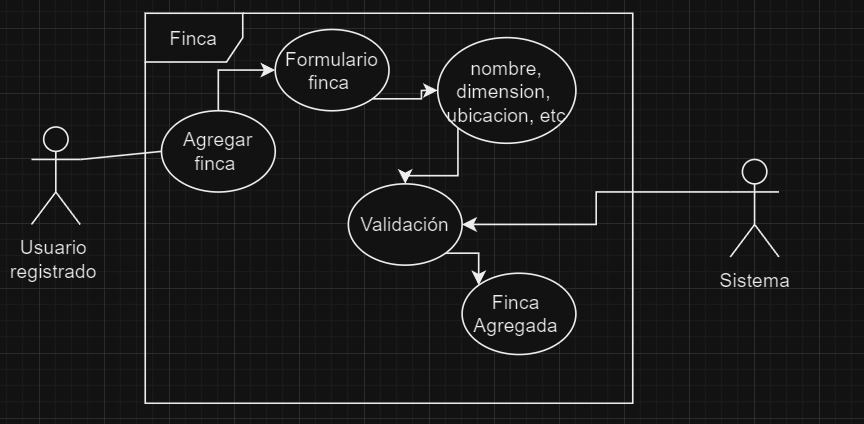 Finca
Formulario
finca
nombre,
dimension,
ubicacion, etc
Agregar
finca
Usuario
registrado
Validación
Sistema
Finca
Agregada